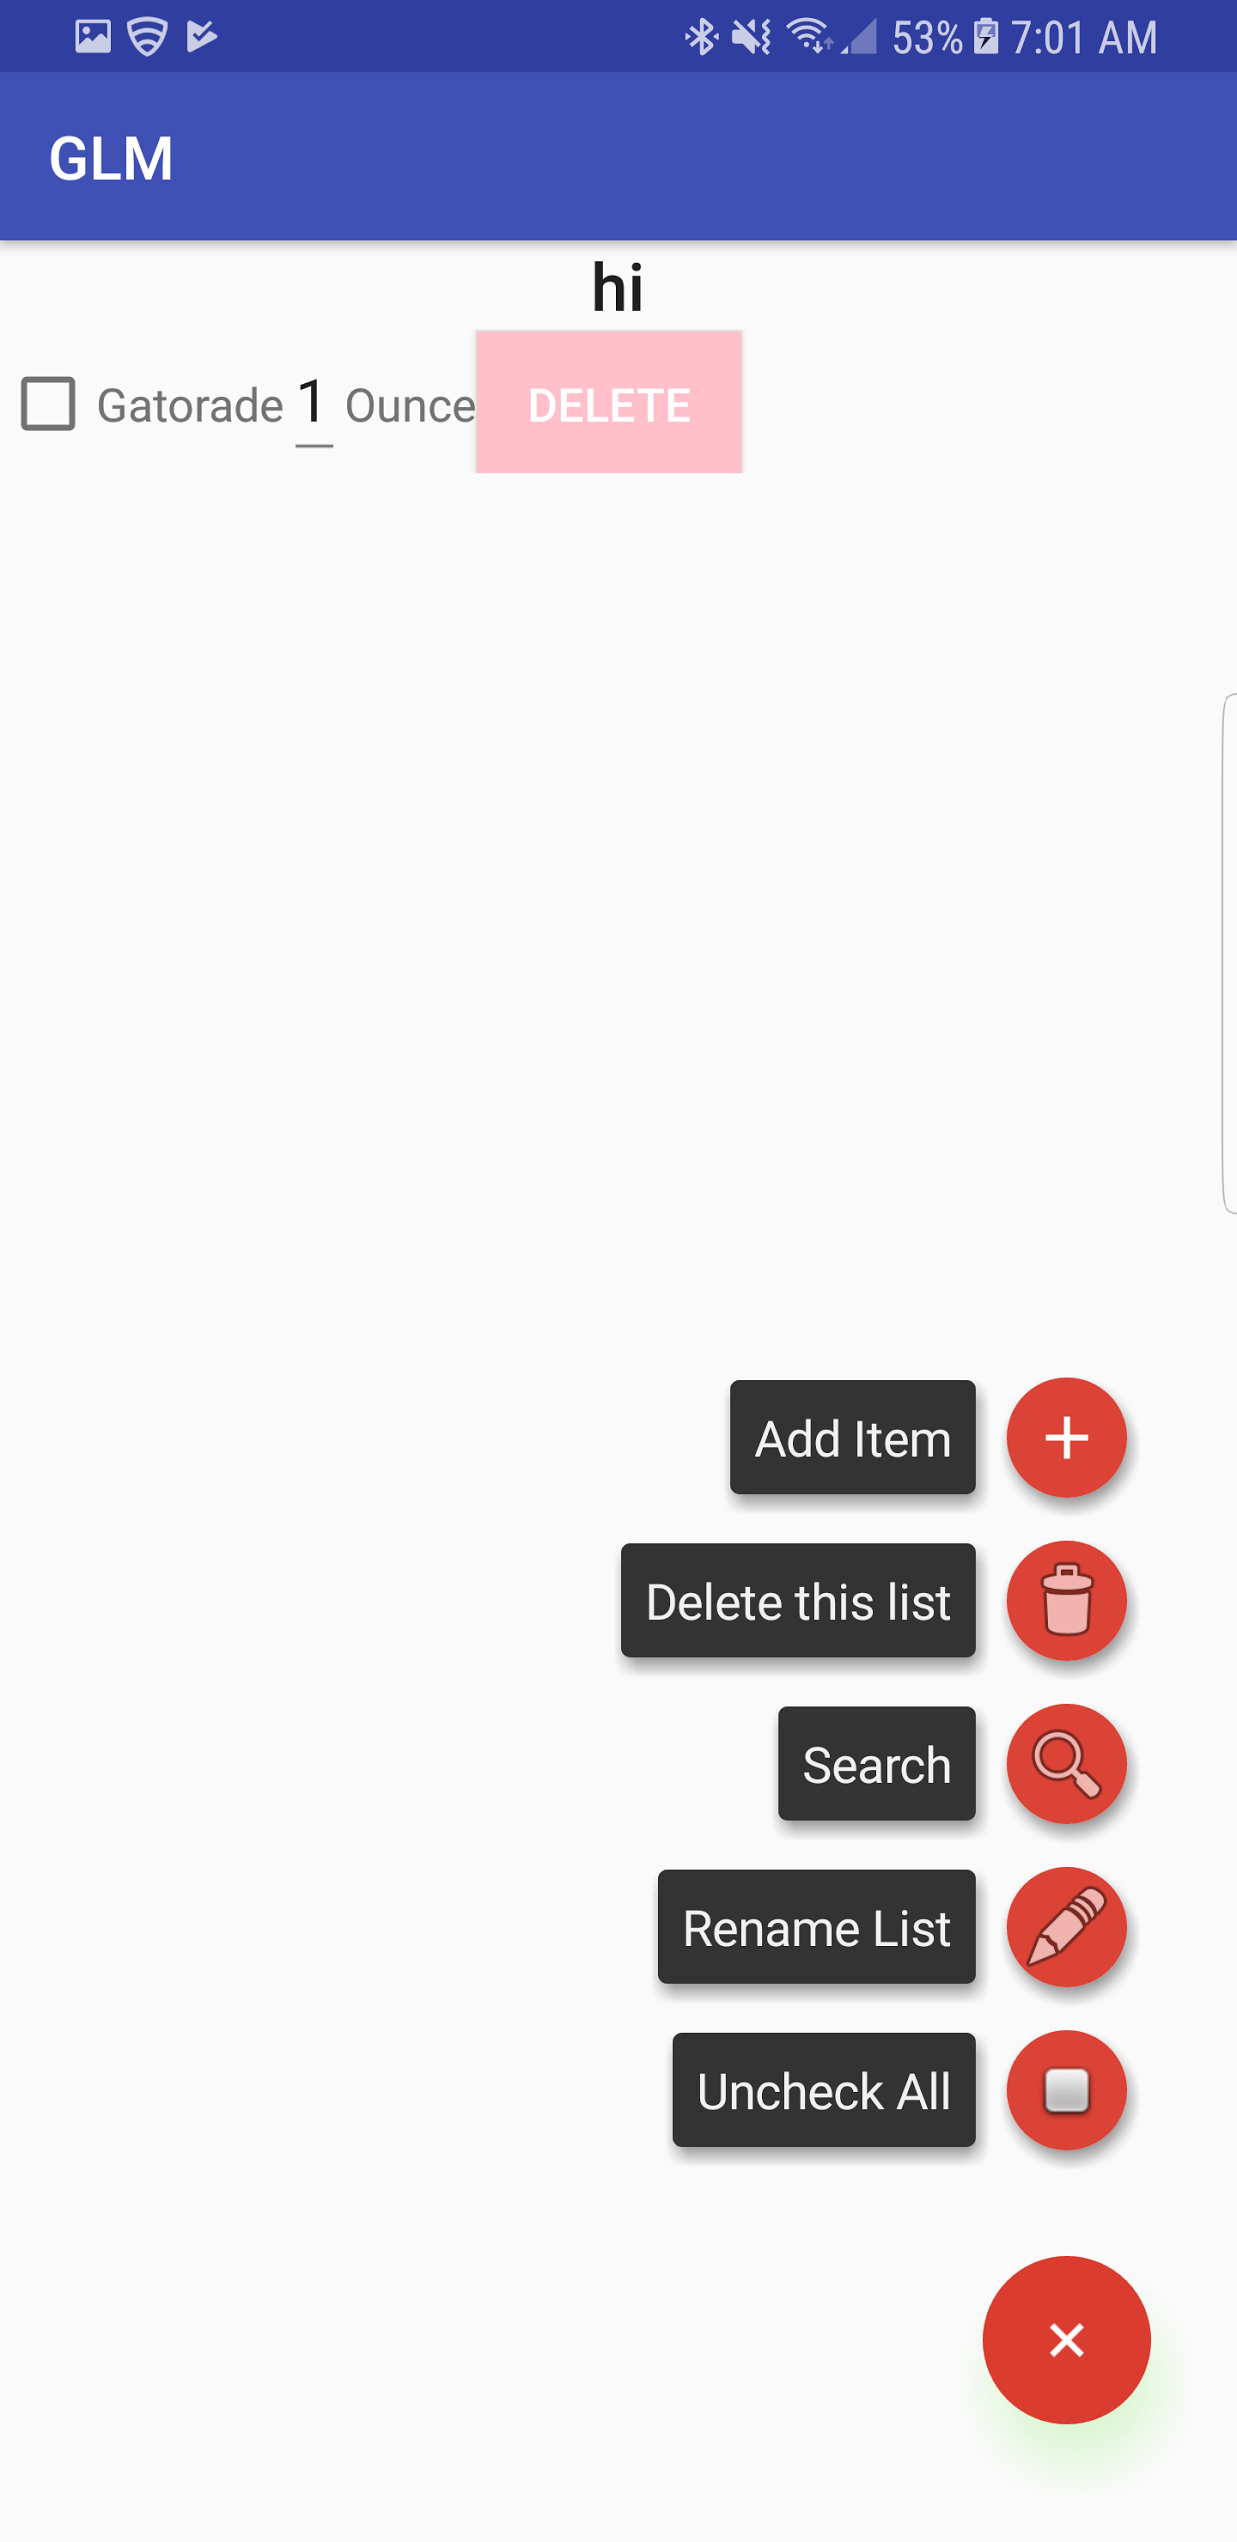 53% 7:01 AM
GLM
hi
Gatorade 1 Ounce DELETE
Add Item
Delete this list
Search
Rename List
Uncheck All